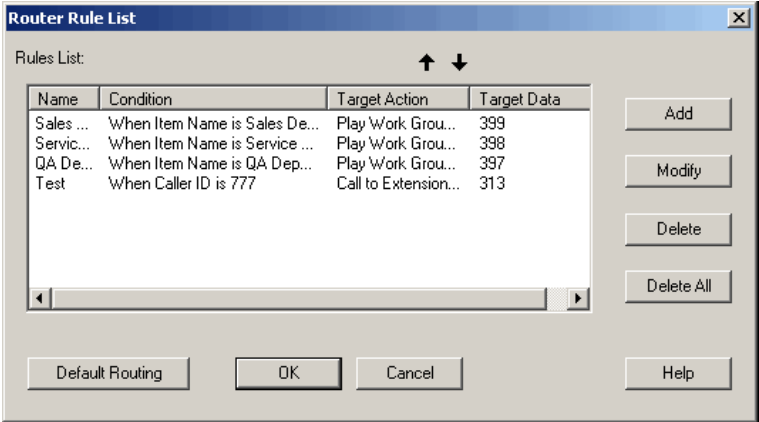 Router Rule List
Rules List:
Name Condition Target Action Target Data
Sales ... When Item Name is Sales De... Play Work Grou... 399
Servic... When Item Name is Service ... Play Work Grou... 398
QA De... When Item Name is QA Dep... Play Work Grou... 397
Test When Caller ID is 777 Call to Extension... 313
Add
Modify
Delete
Delete All
Default Routing OK Cancel Help